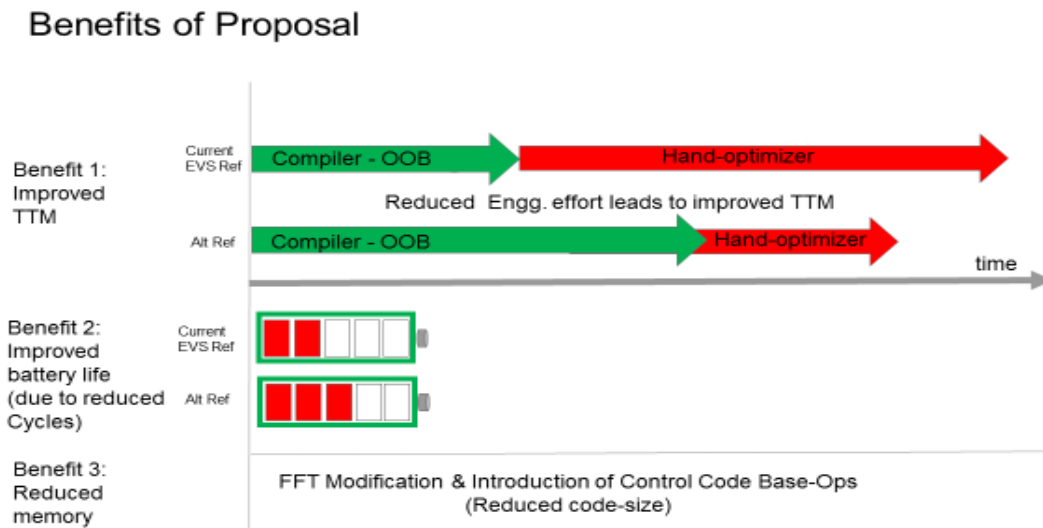 Benefits of Proposal
Benefit 1:
Improved
TTM
Current
EVS Ref
Compiler - OOB
Hand-optimizer
Reduced Engg. effort leads to improved TTM
Alt Ref
Compiler - OOB
Hand-optimizer
time
Benefit 2:
Improved
battery life
(due to reduced
Cycles)
Current
EVS Ref
Alt Ref
Benefit 3:
Reduced
memory
FFT Modification & Introduction of Control Code Base-Ops
(Reduced code-size)